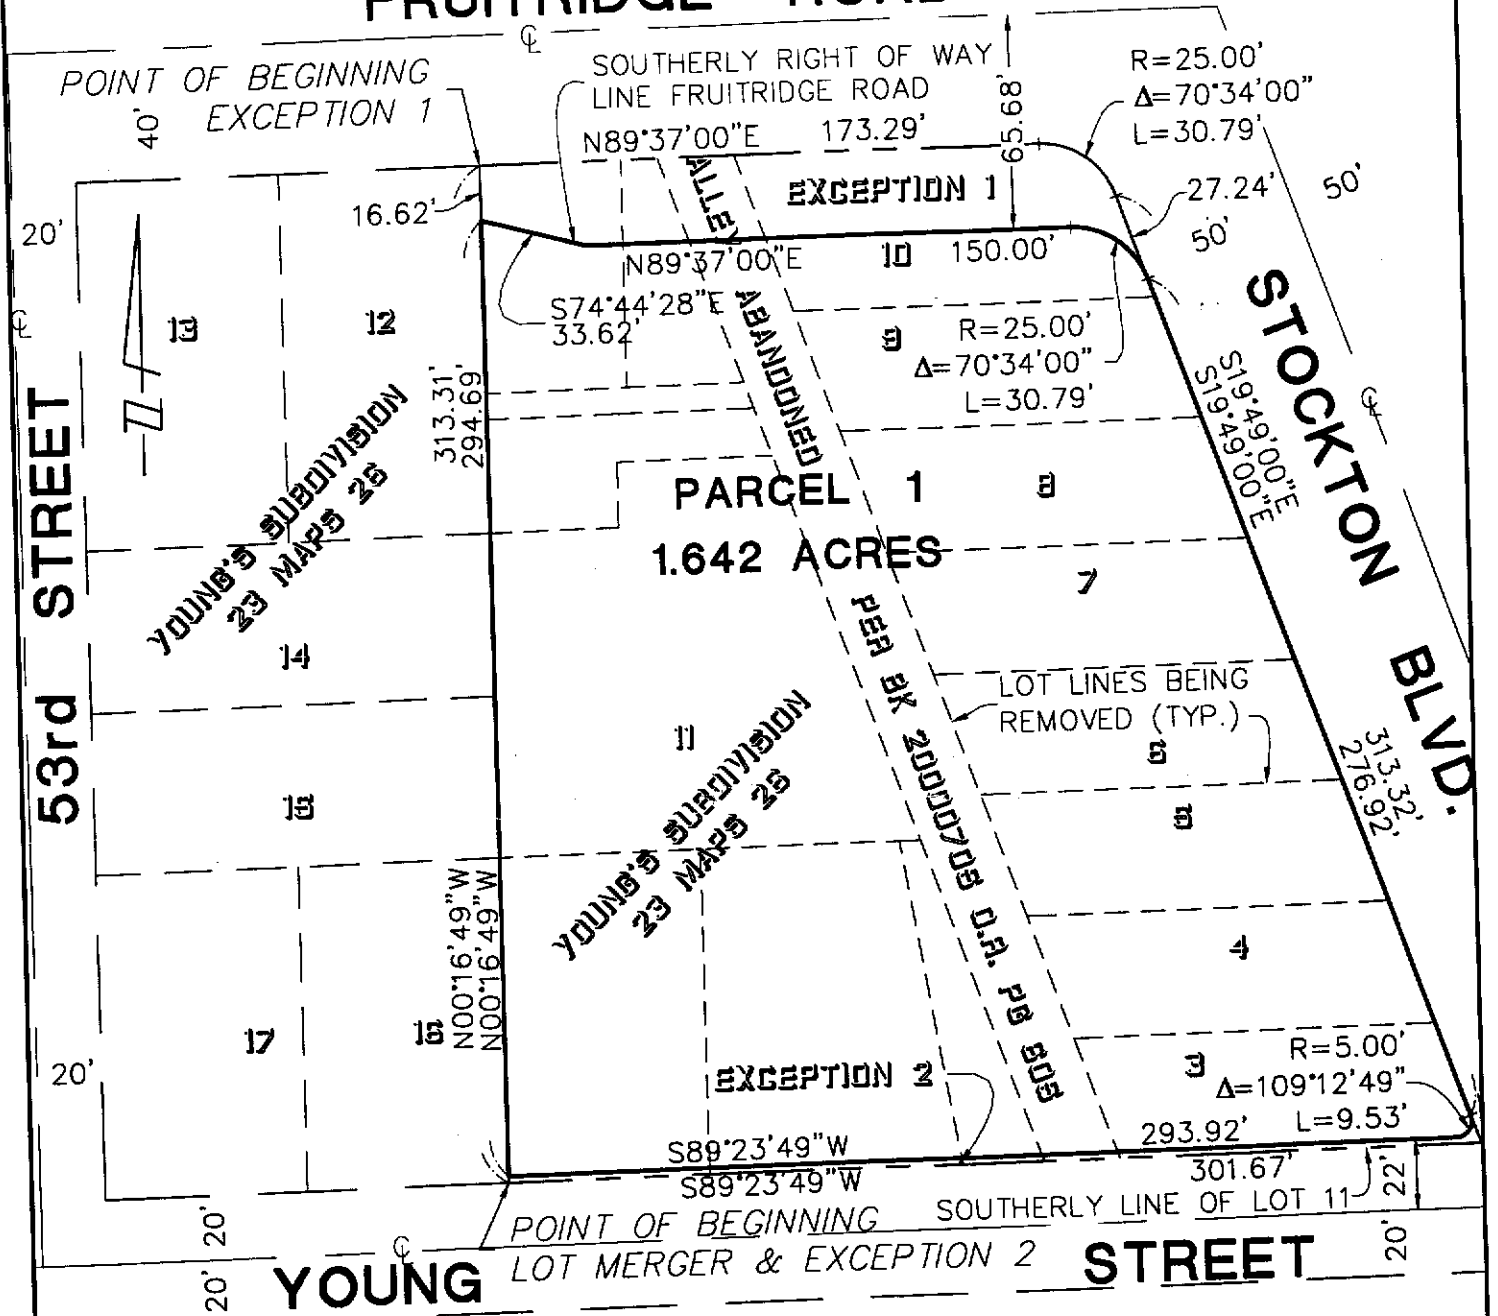 FRUITRIDGE ROAD
℄
POINT OF BEGINNING
EXCEPTION 1
SOUTHERLY RIGHT OF WAY
LINE FRUITRIDGE ROAD
R=25.00'
Δ=70°34'00"
L=30.79'
40'
N89°37'00"E 173.29'
65.68'
ALLEY
EXCEPTION 1
27.24'
50'
50'
16.62'
20'
N89°37'00"E
10 150.00'
S74°44'28"E
33.62'
13
12
℄
ABANDONED
9
R=25.00'
Δ=70°34'00"
L=30.79'
STOCKTON BLVD.
℄
S19°49'00"E
S19°49'00"E
313.31'
294.69'
53rd STREET
YOUNG'S SUBDIVISION
23 MAPS 26
PARCEL 1
1.642 ACRES
8
7
PER BK 20000706 O.R. PG 605
14
LOT LINES BEING
REMOVED (TYP.)
11
6
313.32'
276.92'
YOUNG'S SUBDIVISION
23 MAPS 26
15
5
4
N00°16'49"W
N00°16'49"W
17
16
20'
EXCEPTION 2
3
R=5.00'
Δ=109°12'49"
L=9.53'
S89°23'49"W
293.92'
S89°23'49"W
301.67'
22'
POINT OF BEGINNING
LOT MERGER & EXCEPTION 2
SOUTHERLY LINE OF LOT 11
20'
20'
20'
℄
YOUNG STREET